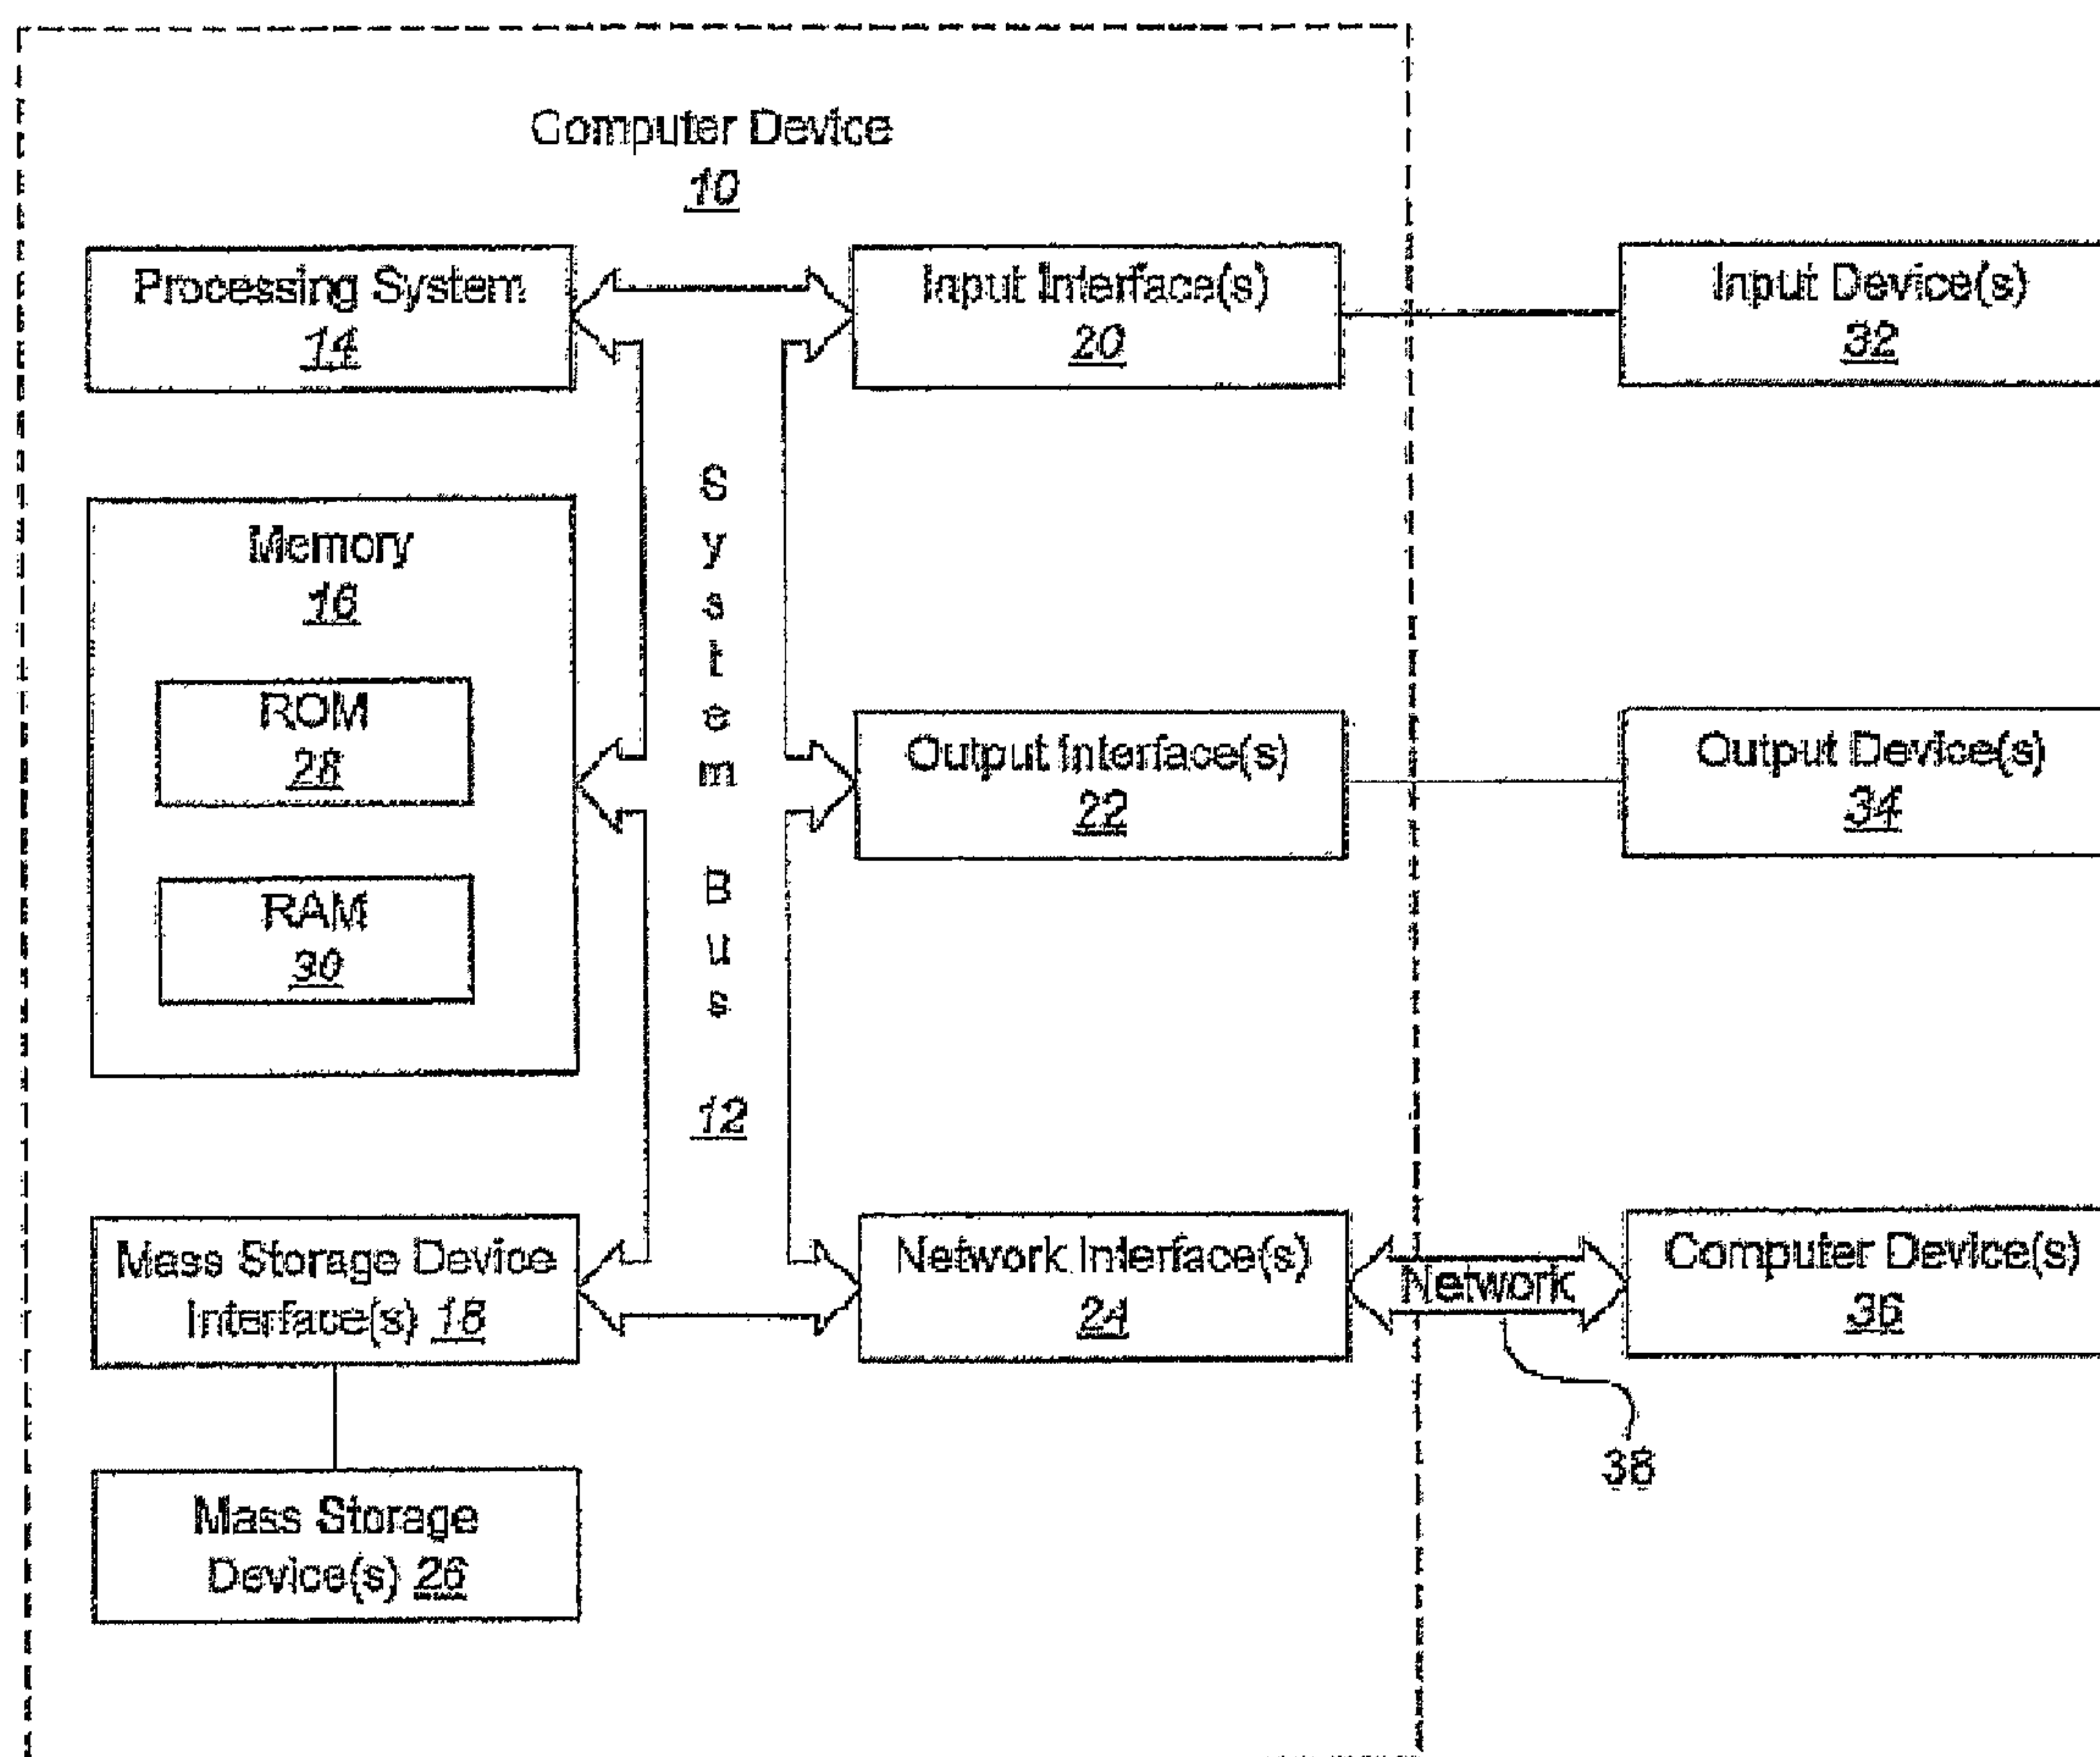 Computer Device
10
Processing System
14
Input Interface(s)
20
Input Device(s)
32
Memory
16
ROM
28
RAM
30
System Bus
12
Output Interface(s)
22
Output Device(s)
34
Mass Storage Device
Interface(s) 18
Network Interface(s)
24
Network
38
Computer Device(s)
36
Mass Storage
Device(s) 26